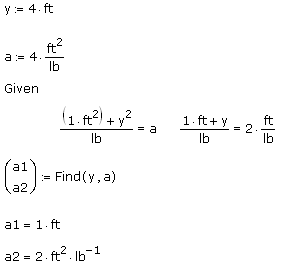 y := 4·ft
a := 4·ft²/lb
Given
((1·ft²) + y²)/lb = a (1·ft + y)/lb = 2·ft/lb
(a1 a2) := Find(y, a)
a1 = 1·ft
a2 = 2·ft²·lb⁻¹